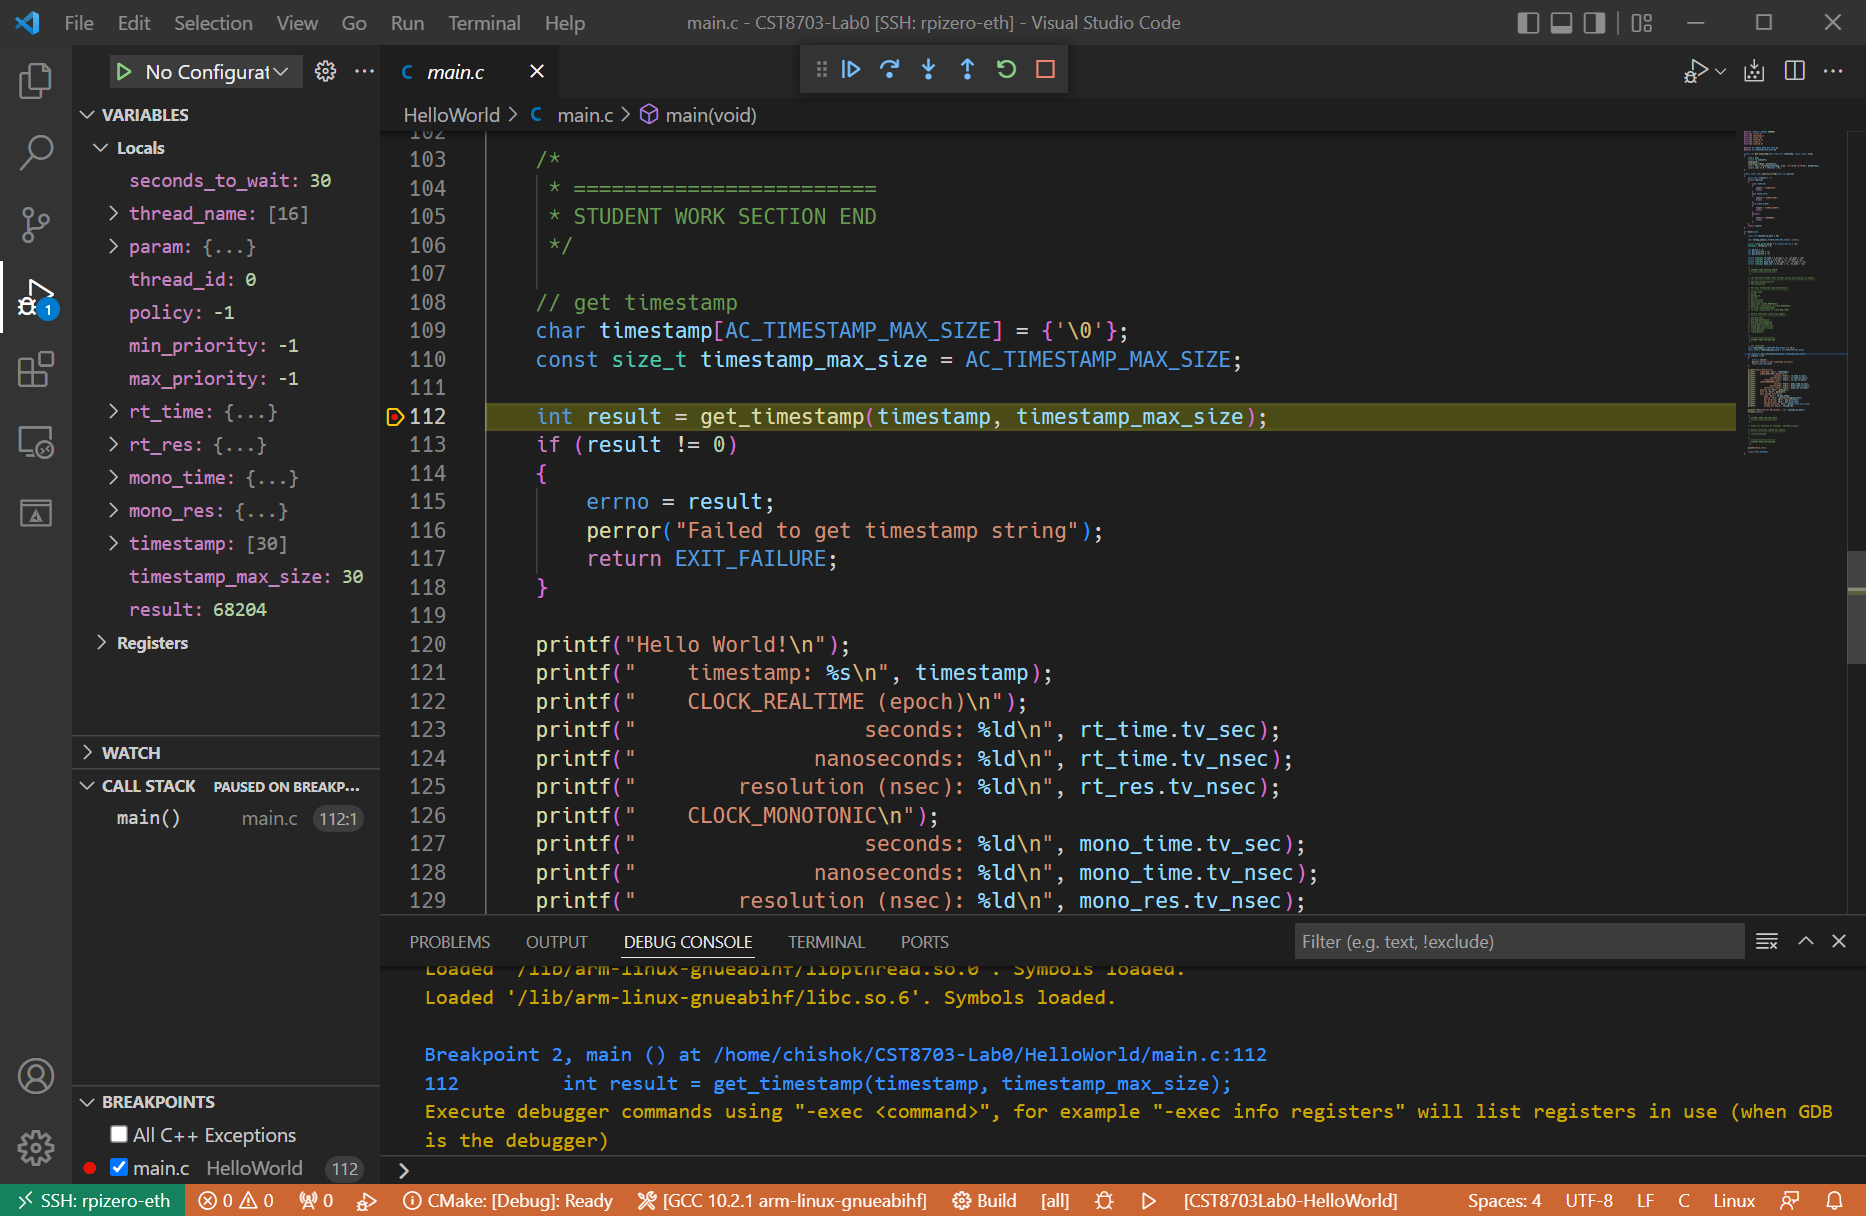 File Edit Selection View Go Run Terminal Help
main.c - CST8703-Lab0 [SSH: rpizero-eth] - Visual Studio Code
No Configurat
VARIABLES
Locals
seconds_to_wait: 30
thread_name: [16]
param: {...}
thread_id: 0
policy: -1
min_priority: -1
max_priority: -1
rt_time: {...}
rt_res: {...}
mono_time: {...}
mono_res: {...}
timestamp: [30]
timestamp_max_size: 30
result: 68204
Registers
WATCH
CALL STACK PAUSED ON BREAKP...
main() main.c 112:1
BREAKPOINTS
All C++ Exceptions
main.c HelloWorld 112
1
C main.c
HelloWorld > C main.c > main(void)
102
103 /*
104 * ========================
105 * STUDENT WORK SECTION END
106 */
107
108 // get timestamp
109 char timestamp[AC_TIMESTAMP_MAX_SIZE] = {'\0'};
110 const size_t timestamp_max_size = AC_TIMESTAMP_MAX_SIZE;
111
112 int result = get_timestamp(timestamp, timestamp_max_size);
113 if (result != 0)
114 {
115 errno = result;
116 perror("Failed to get timestamp string");
117 return EXIT_FAILURE;
118 }
119
120 printf("Hello World!\n");
121 printf("    timestamp: %s\n", timestamp);
122 printf("    CLOCK_REALTIME (epoch)\n");
123 printf("                  seconds: %ld\n", rt_time.tv_sec);
124 printf("              nanoseconds: %ld\n", rt_time.tv_nsec);
125 printf("        resolution (nsec): %ld\n", rt_res.tv_nsec);
126 printf("    CLOCK_MONOTONIC\n");
127 printf("                  seconds: %ld\n", mono_time.tv_sec);
128 printf("              nanoseconds: %ld\n", mono_time.tv_nsec);
129 printf("        resolution (nsec): %ld\n", mono_res.tv_nsec);
PROBLEMS OUTPUT DEBUG CONSOLE TERMINAL PORTS
Filter (e.g. text, !exclude)
Loaded '/lib/arm-linux-gnueabihf/libpthread.so.0'. Symbols loaded.
Loaded '/lib/arm-linux-gnueabihf/libc.so.6'. Symbols loaded.
Breakpoint 2, main () at /home/chishok/CST8703-Lab0/HelloWorld/main.c:112
112 int result = get_timestamp(timestamp, timestamp_max_size);
Execute debugger commands using "-exec <command>", for example "-exec info registers" will list registers in use (when GDB
is the debugger)
SSH: rpizero-eth 0 0 0 CMake: [Debug]: Ready [GCC 10.2.1 arm-linux-gnueabihf] Build [all] [CST8703Lab0-HelloWorld] Spaces: 4 UTF-8 LF C Linux